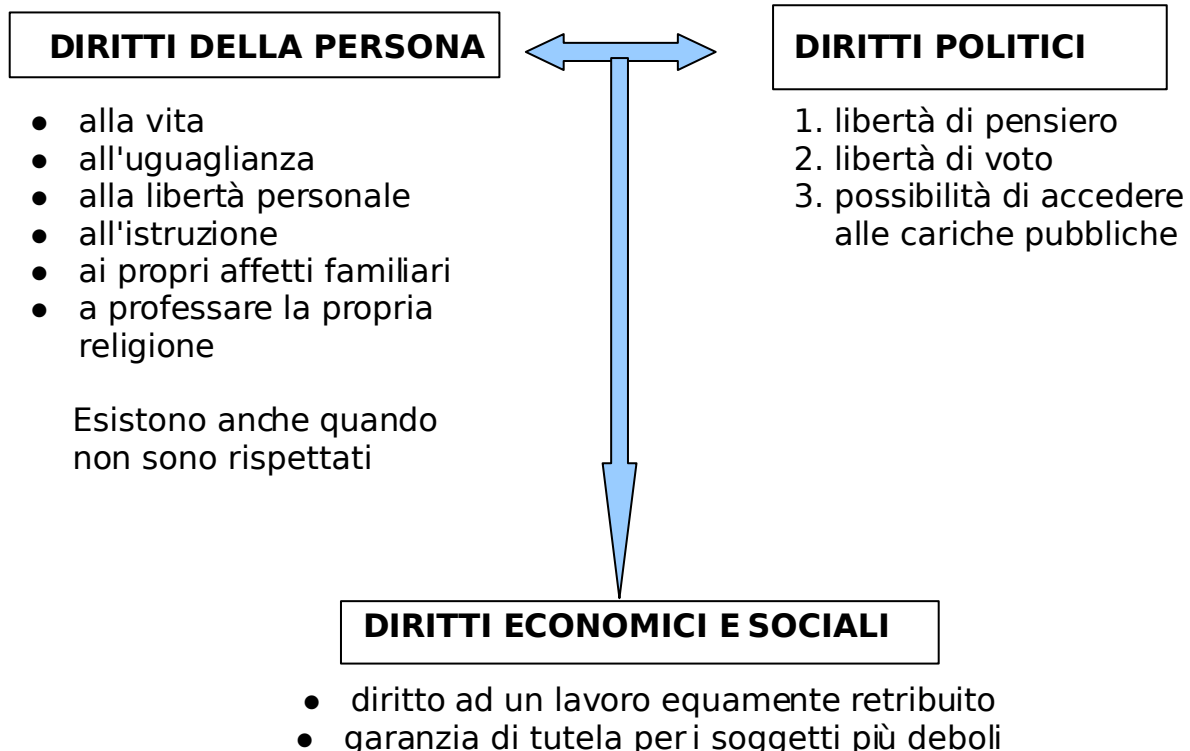 DIRITTI DELLA PERSONA
● alla vita
● all'uguaglianza
● alla libertà personale
● all'istruzione
● ai propri affetti familiari
● a professare la propria
religione
Esistono anche quando
non sono rispettati
DIRITTI POLITICI
1. libertà di pensiero
2. libertà di voto
3. possibilità di accedere
alle cariche pubbliche
DIRITTI ECONOMICI E SOCIALI
● diritto ad un lavoro equamente retribuito
● garanzia di tutela per i soggetti più deboli